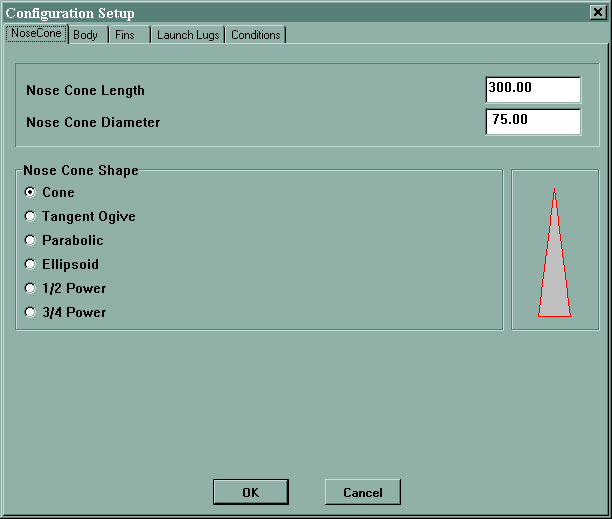 Configuration Setup
NoseCone Body Fins Launch Lugs Conditions
Nose Cone Length 300.00
Nose Cone Diameter 75.00
Nose Cone Shape
Cone
Tangent Ogive
Parabolic
Ellipsoid
1/2 Power
3/4 Power
OK Cancel